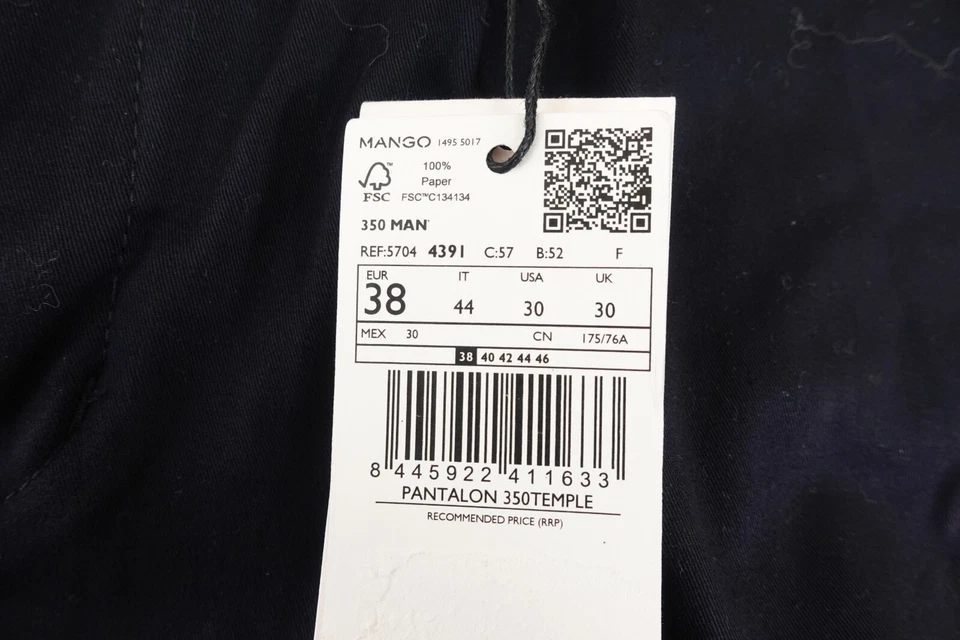 MANGO 1495 5017
100%
Paper
FSC™C134134
FSC
350 MAN
REF:5704 4391 C:57 B:52 F
EUR IT USA UK
38 44 30 30
MEX 30 CN 175/76A
38 40 42 44 46
8 445922 411633
PANTALON 350TEMPLE
RECOMMENDED PRICE (RRP)